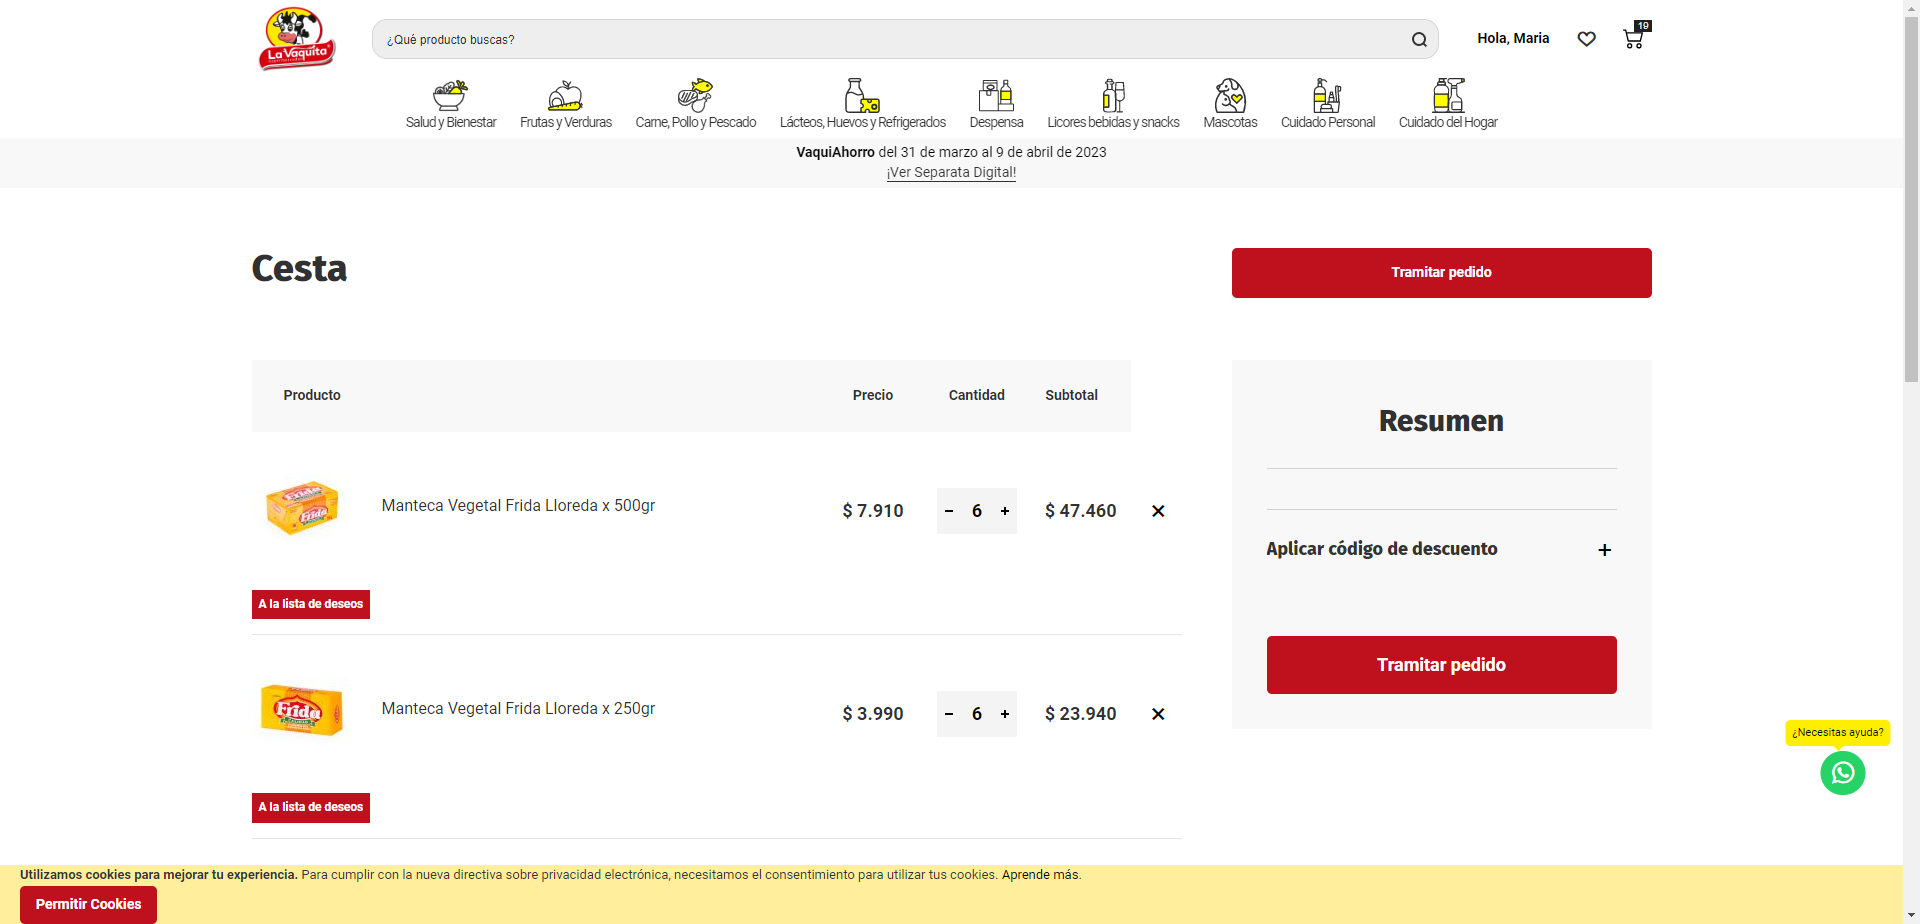 La Vaquita
¿Qué producto buscas?
Hola, Maria
19
Salud y Bienestar
Frutas y Verduras
Carne, Pollo y Pescado
Lácteos, Huevos y Refrigerados
Despensa
Licores bebidas y snacks
Mascotas
Cuidado Personal
Cuidado del Hogar
VaquiAhorro del 31 de marzo al 9 de abril de 2023
¡Ver Separata Digital!
Cesta
Tramitar pedido
Producto
Precio
Cantidad
Subtotal
Frida
Manteca Vegetal Frida Lloreda x 500gr
$ 7.910
− 6 +
$ 47.460
A la lista de deseos
Frida
Manteca Vegetal Frida Lloreda x 250gr
$ 3.990
− 6 +
$ 23.940
A la lista de deseos
Resumen
Aplicar código de descuento +
Tramitar pedido
¿Necesitas ayuda?
Utilizamos cookies para mejorar tu experiencia. Para cumplir con la nueva directiva sobre privacidad electrónica, necesitamos el consentimiento para utilizar tus cookies. Aprende más.
Permitir Cookies